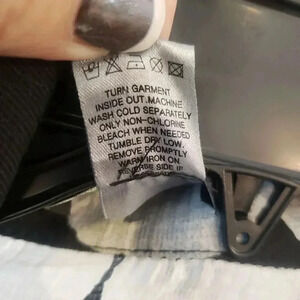 TURN GARMENT
INSIDE OUT.MACHINE
WASH COLD SEPARATELY
ONLY NON-CHLORINE
BLEACH WHEN NEEDED
TUMBLE DRY LOW.
REMOVE PROMPTLY
WARM IRON ON
REVERSE SIDE IF